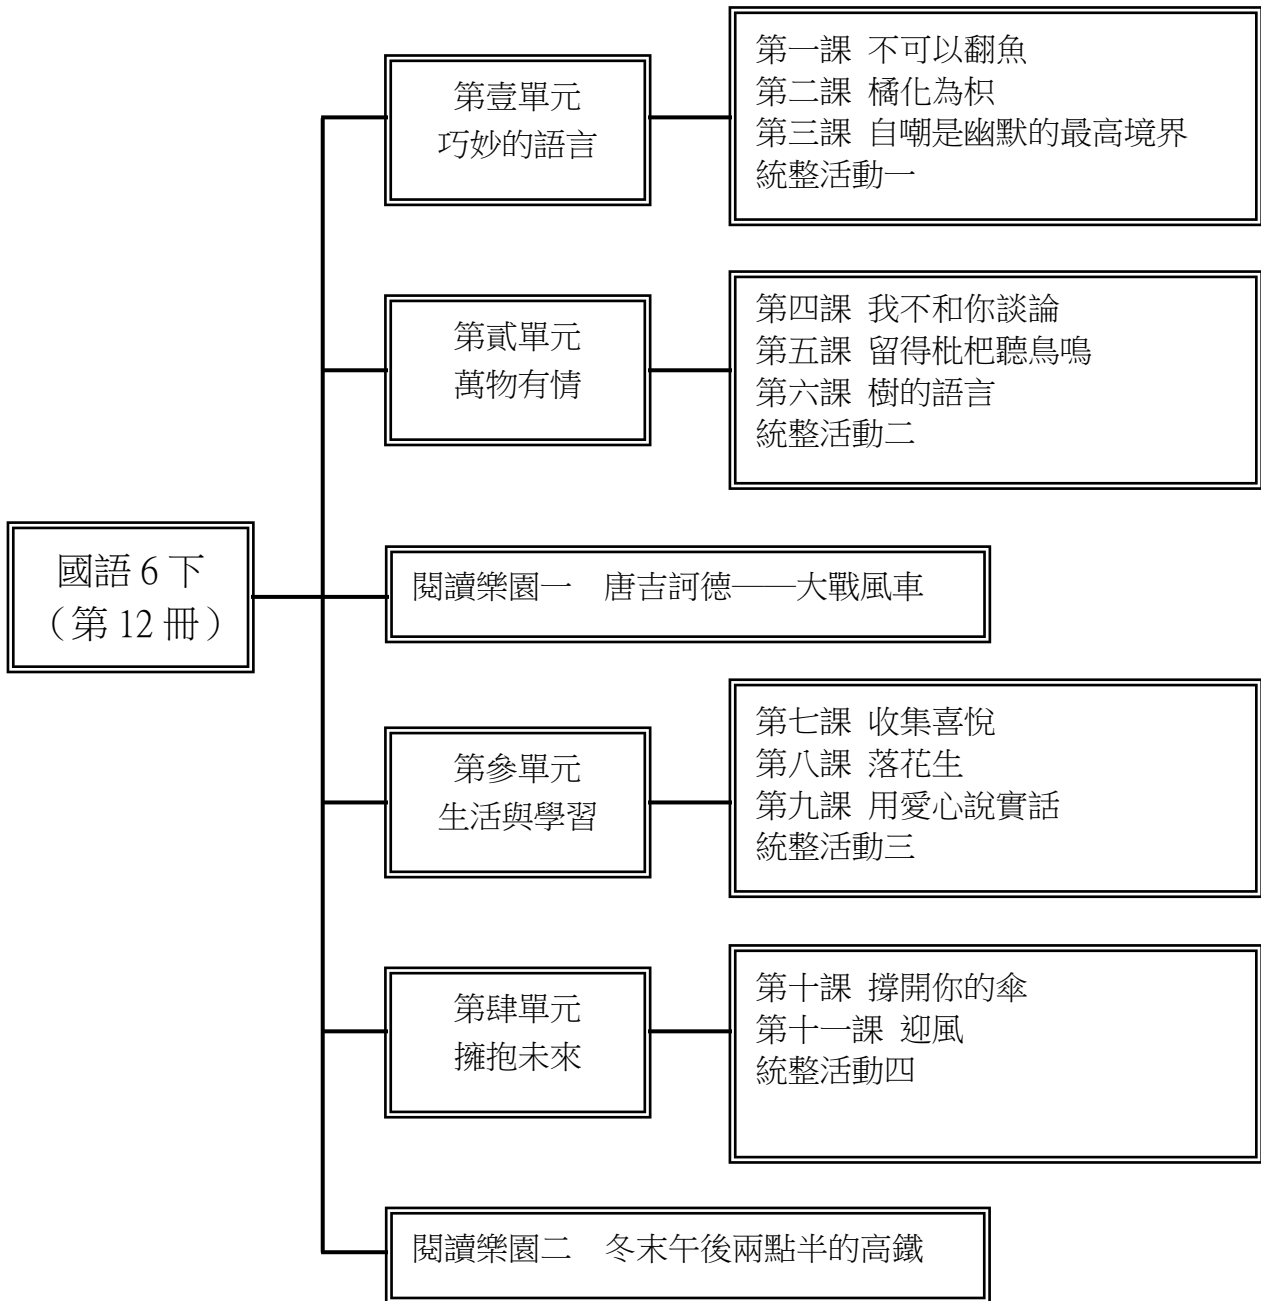 國語 6 下
（第 12 冊）
第壹單元
巧妙的語言
第一課 不可以翻魚
第二課 橘化為枳
第三課 自嘲是幽默的最高境界
統整活動一
第貳單元
萬物有情
第四課 我不和你談論
第五課 留得枇杷聽鳥鳴
第六課 樹的語言
統整活動二
閱讀樂園一　唐吉訶德——大戰風車
第參單元
生活與學習
第七課 收集喜悅
第八課 落花生
第九課 用愛心說實話
統整活動三
第肆單元
擁抱未來
第十課 撐開你的傘
第十一課 迎風
統整活動四
閱讀樂園二　冬末午後兩點半的高鐵